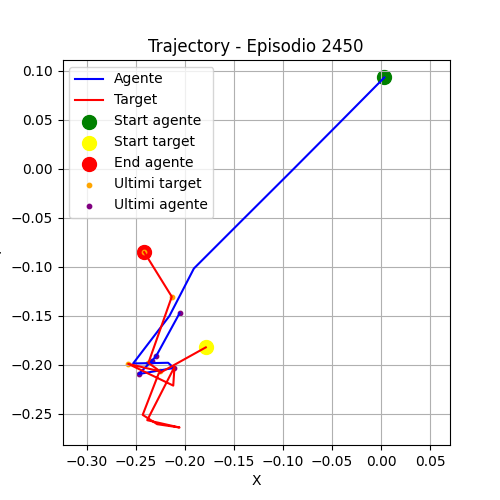 Trajectory - Episodio 2450
Agente
Target
Start agente
Start target
End agente
Ultimi target
Ultimi agente
0.10
0.05
0.00
−0.05
−0.10
−0.15
−0.20
−0.25
−0.30 −0.25 −0.20 −0.15 −0.10 −0.05 0.00 0.05
X